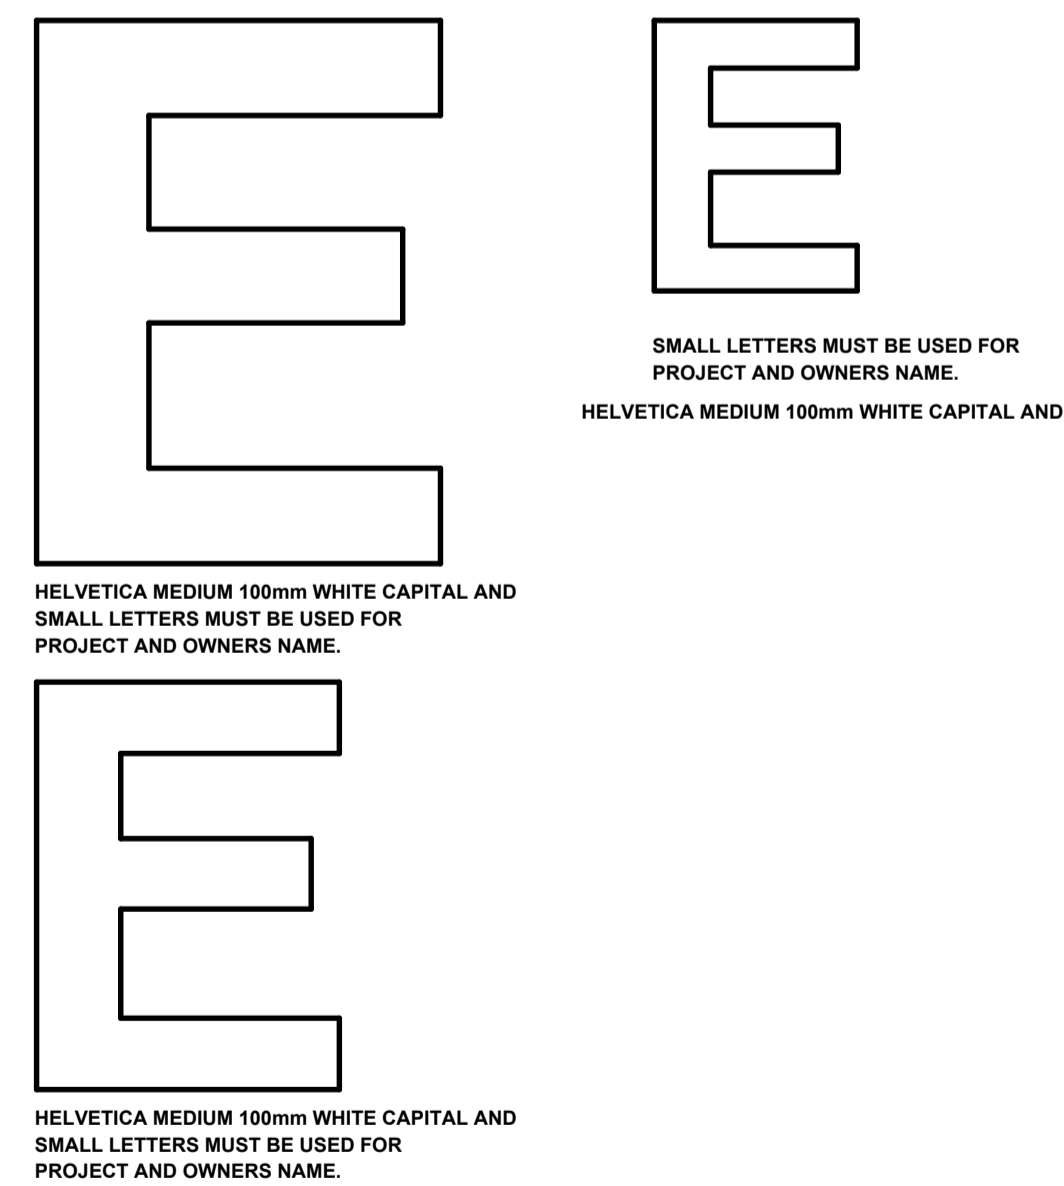 E
E
SMALL LETTERS MUST BE USED FOR
PROJECT AND OWNERS NAME.
HELVETICA MEDIUM 100mm WHITE CAPITAL AND
HELVETICA MEDIUM 100mm WHITE CAPITAL AND
SMALL LETTERS MUST BE USED FOR
PROJECT AND OWNERS NAME.
E
HELVETICA MEDIUM 100mm WHITE CAPITAL AND
SMALL LETTERS MUST BE USED FOR
PROJECT AND OWNERS NAME.